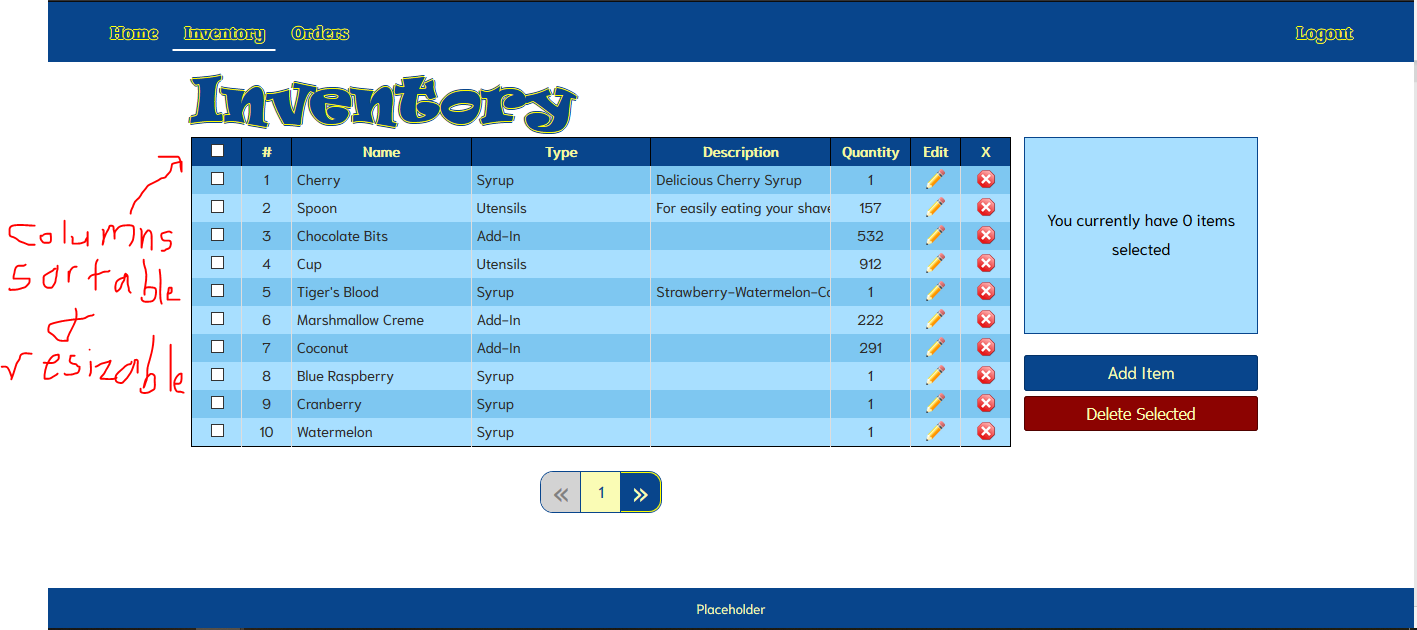 Home Inventory Orders Logout
Inventory
# Name Type Description Quantity Edit X
1 Cherry Syrup Delicious Cherry Syrup 1
2 Spoon Utensils For easily eating your shave 157
3 Chocolate Bits Add-In 532
4 Cup Utensils 912
5 Tiger's Blood Syrup Strawberry-Watermelon-Co 1
6 Marshmallow Creme Add-In 222
7 Coconut Add-In 291
8 Blue Raspberry Syrup 1
9 Cranberry Syrup 1
10 Watermelon Syrup 1
columns
sortable
&
resizable
You currently have 0 items
selected
Add Item
Delete Selected
« 1 »
Placeholder